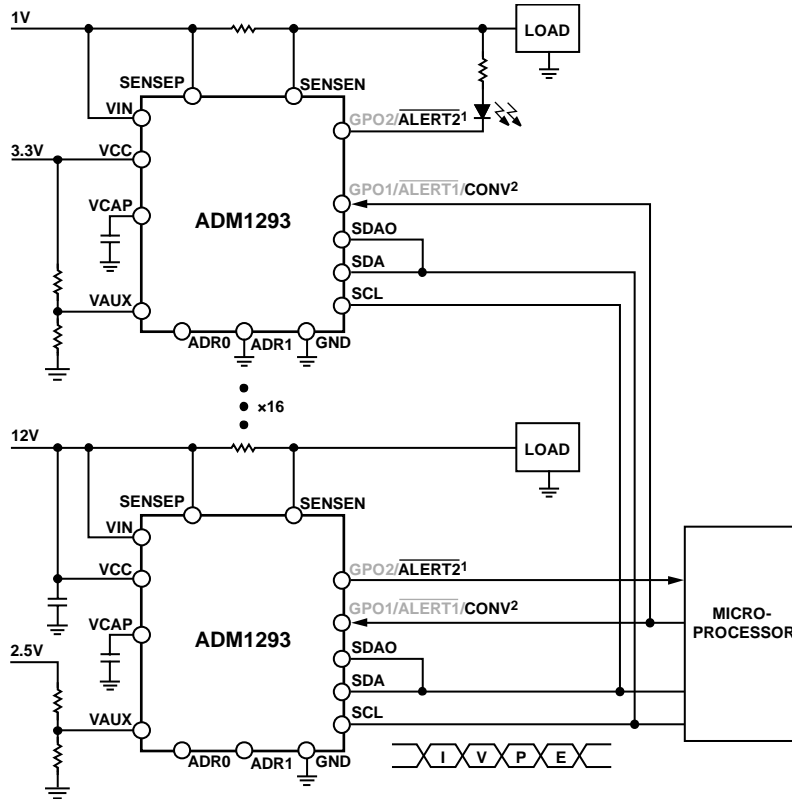 1V
LOAD
SENSEP
SENSEN
VIN
GPO2/ALERT2¹
3.3V
VCC
GPO1/ALERT1/CONV²
VCAP
ADM1293
SDAO
SDA
VAUX
SCL
ADR0
ADR1
GND
×16
12V
LOAD
SENSEP
SENSEN
VIN
VCC
GPO2/ALERT2¹
GPO1/ALERT1/CONV²
VCAP
ADM1293
MICRO-
PROCESSOR
2.5V
SDAO
SDA
VAUX
SCL
ADR0
ADR1
GND
I V P E